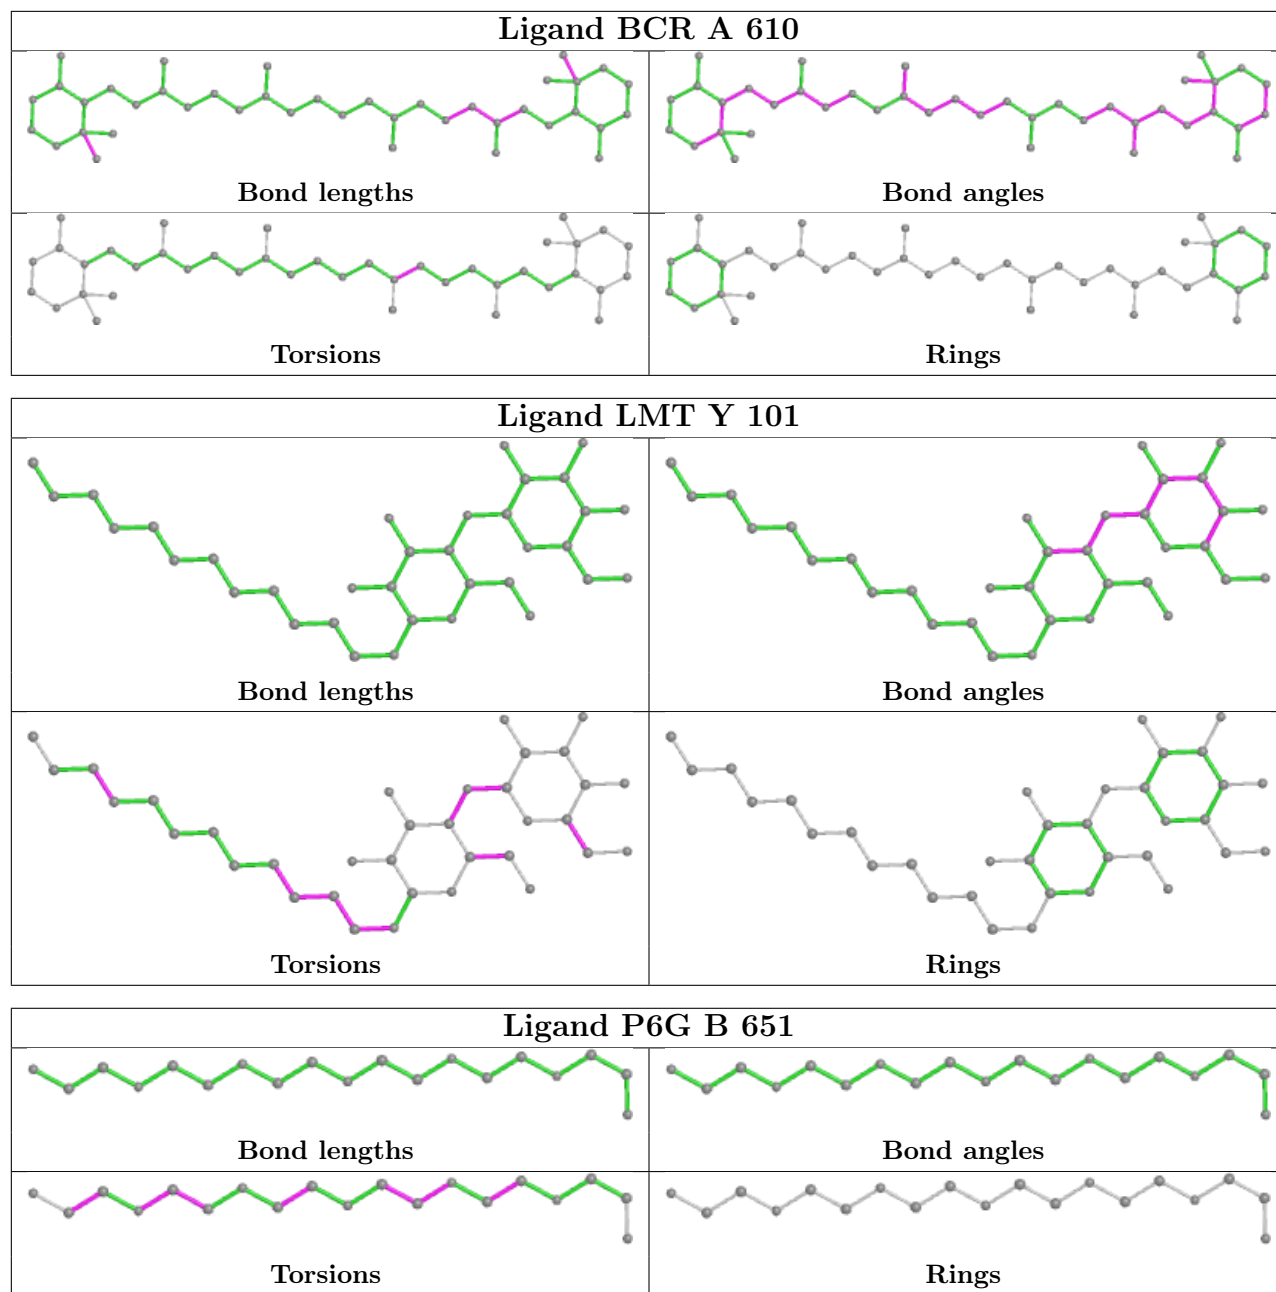 Ligand BCR A 610
Bond lengths
Bond angles
Torsions
Rings
Ligand LMT Y 101
Bond lengths
Bond angles
Torsions
Rings
Ligand P6G B 651
Bond lengths
Bond angles
Torsions
Rings